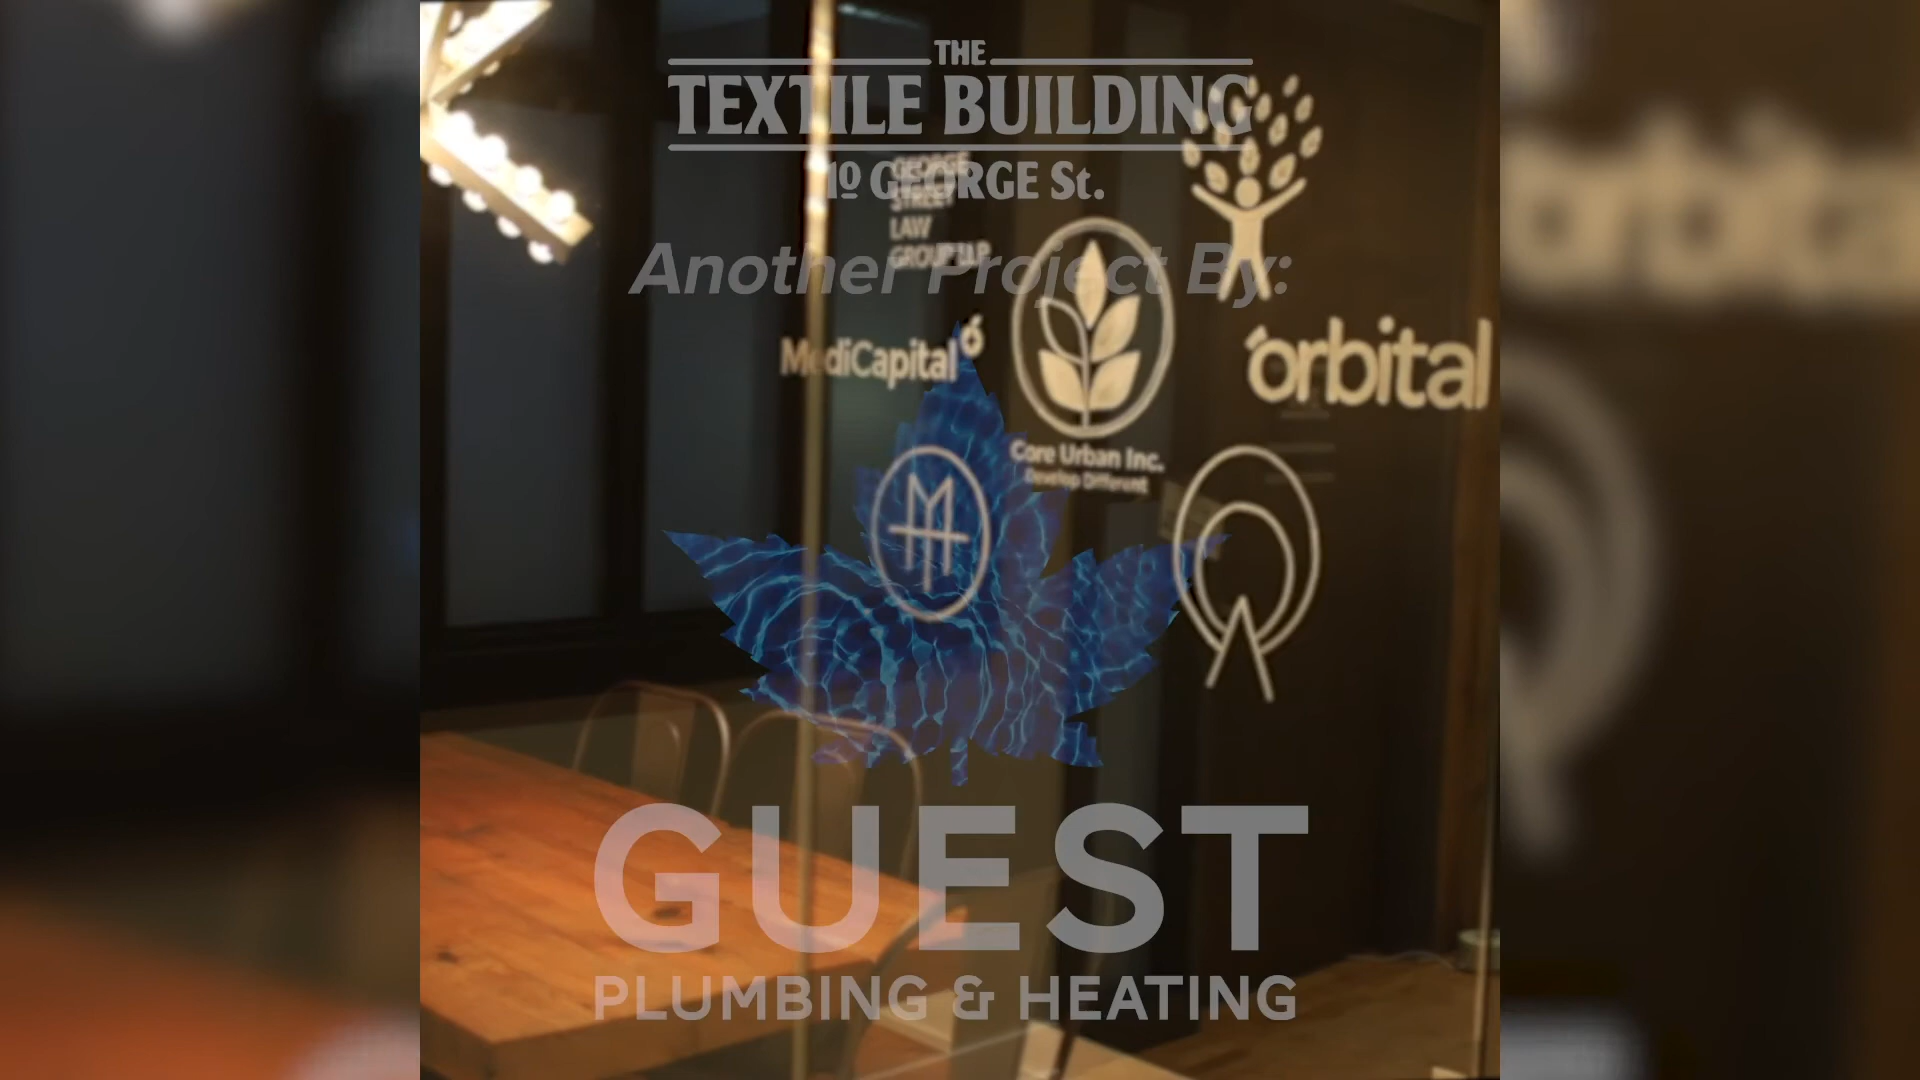 THE
TEXTILE BUILDING
10 GEORGE St.
GEORGE
STREET
LAW
GROUP LLP
Another Project By:
MediCapital
orbital
Core Urban Inc.
Develop Different
GUEST
PLUMBING & HEATING